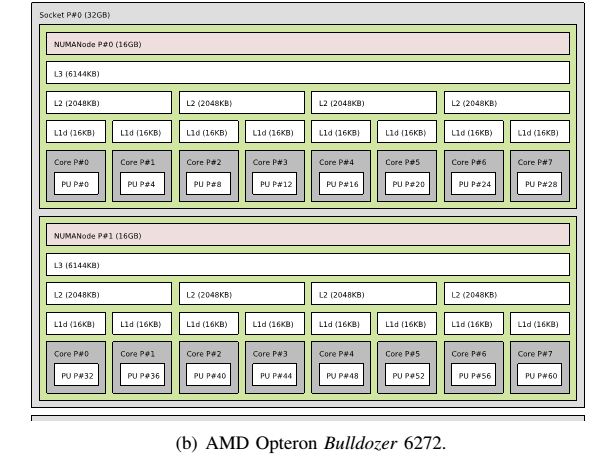 Socket P#0 (32GB)
NUMANode P#0 (16GB)
L3 (6144KB)
L2 (2048KB) L2 (2048KB) L2 (2048KB) L2 (2048KB)
L1d (16KB) L1d (16KB) L1d (16KB) L1d (16KB) L1d (16KB) L1d (16KB) L1d (16KB) L1d (16KB)
Core P#0 Core P#1 Core P#2 Core P#3 Core P#4 Core P#5 Core P#6 Core P#7
PU P#0 PU P#4 PU P#8 PU P#12 PU P#16 PU P#20 PU P#24 PU P#28
NUMANode P#1 (16GB)
L3 (6144KB)
L2 (2048KB) L2 (2048KB) L2 (2048KB) L2 (2048KB)
L1d (16KB) L1d (16KB) L1d (16KB) L1d (16KB) L1d (16KB) L1d (16KB) L1d (16KB) L1d (16KB)
Core P#0 Core P#1 Core P#2 Core P#3 Core P#4 Core P#5 Core P#6 Core P#7
PU P#32 PU P#36 PU P#40 PU P#44 PU P#48 PU P#52 PU P#56 PU P#60
(b) AMD Opteron Bulldozer 6272.